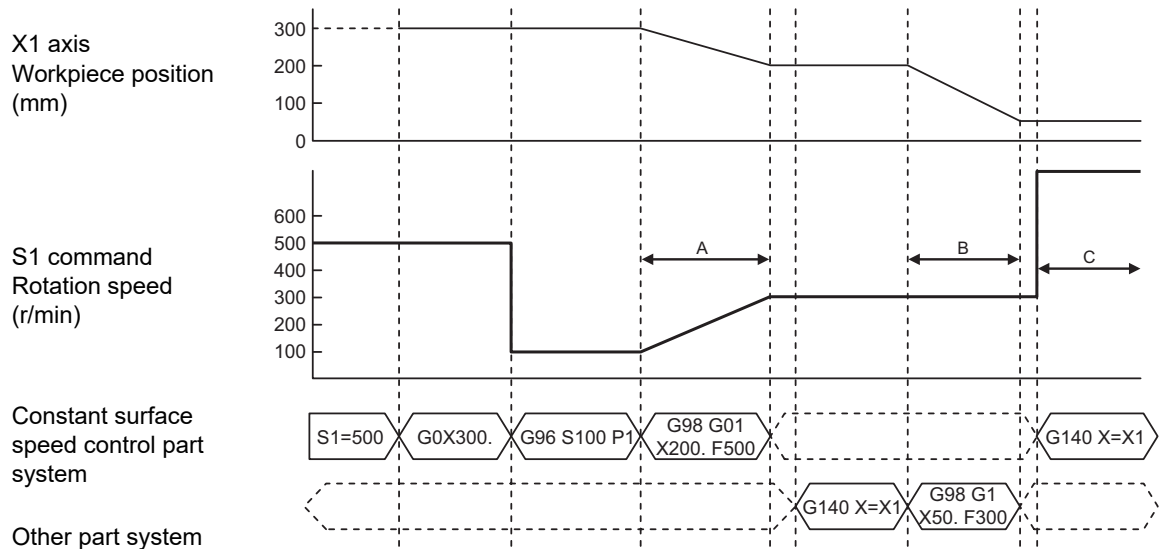 X1 axis
Workpiece position
(mm)
300
200
100
0
S1 command
Rotation speed
(r/min)
600
500
400
300
200
100
A
B
C
Constant surface
speed control part
system
S1=500
G0X300.
G96 S100 P1
G98 G01
X200. F500
G140 X=X1
Other part system
G140 X=X1
G98 G1
X50. F300